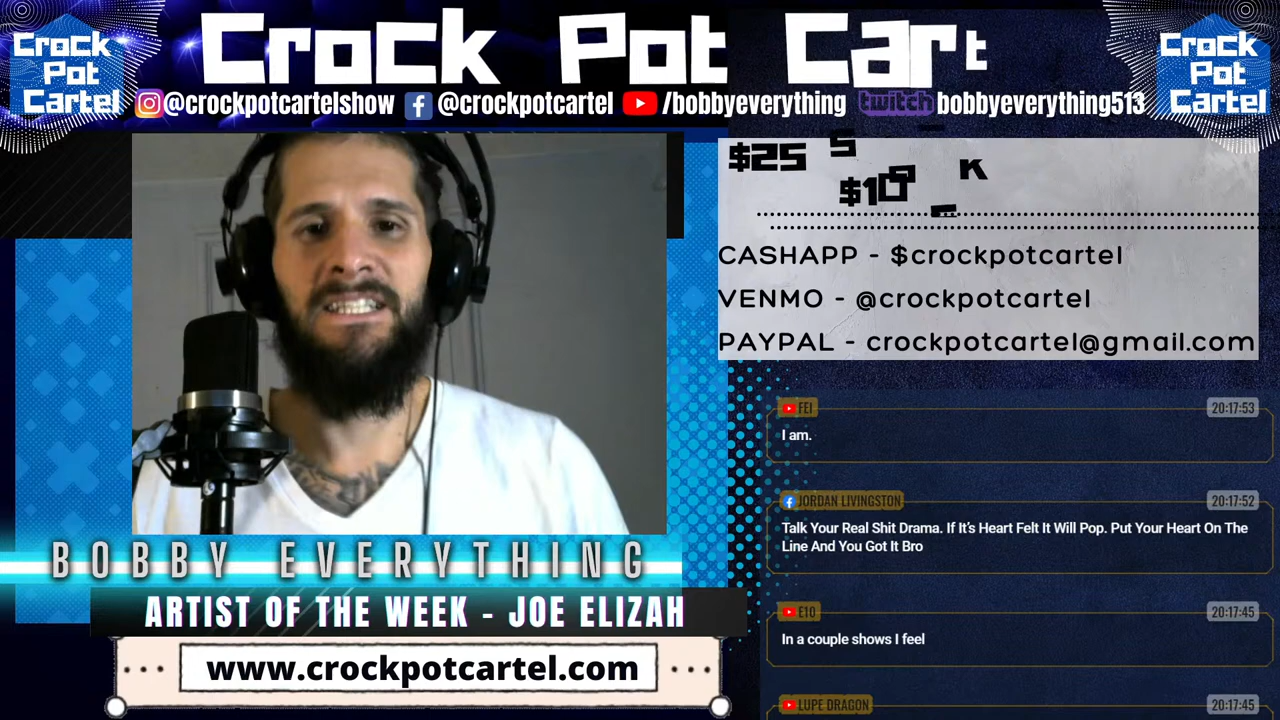 Crock Pot Cart
Crock
Pot
Cartel
Crock
Pot
Cartel
@crockpotcartelshow @crockpotcartel /bobbyeverything twitch bobbyeverything513
$25 S
$10 K
CASHAPP - $crockpotcartel
VENMO - @crockpotcartel
PAYPAL - crockpotcartel@gmail.com
FEI 20:17:53
I am.
JORDAN LIVINGSTON 20:17:52
Talk Your Real Shit Drama. If It's Heart Felt It Will Pop. Put Your Heart On The
Line And You Got It Bro
E10 20:17:45
In a couple shows I feel
LUPE DRAGON 20:17:45
BOBBY EVERYTHING
ARTIST OF THE WEEK - JOE ELIZAH
www.crockpotcartel.com